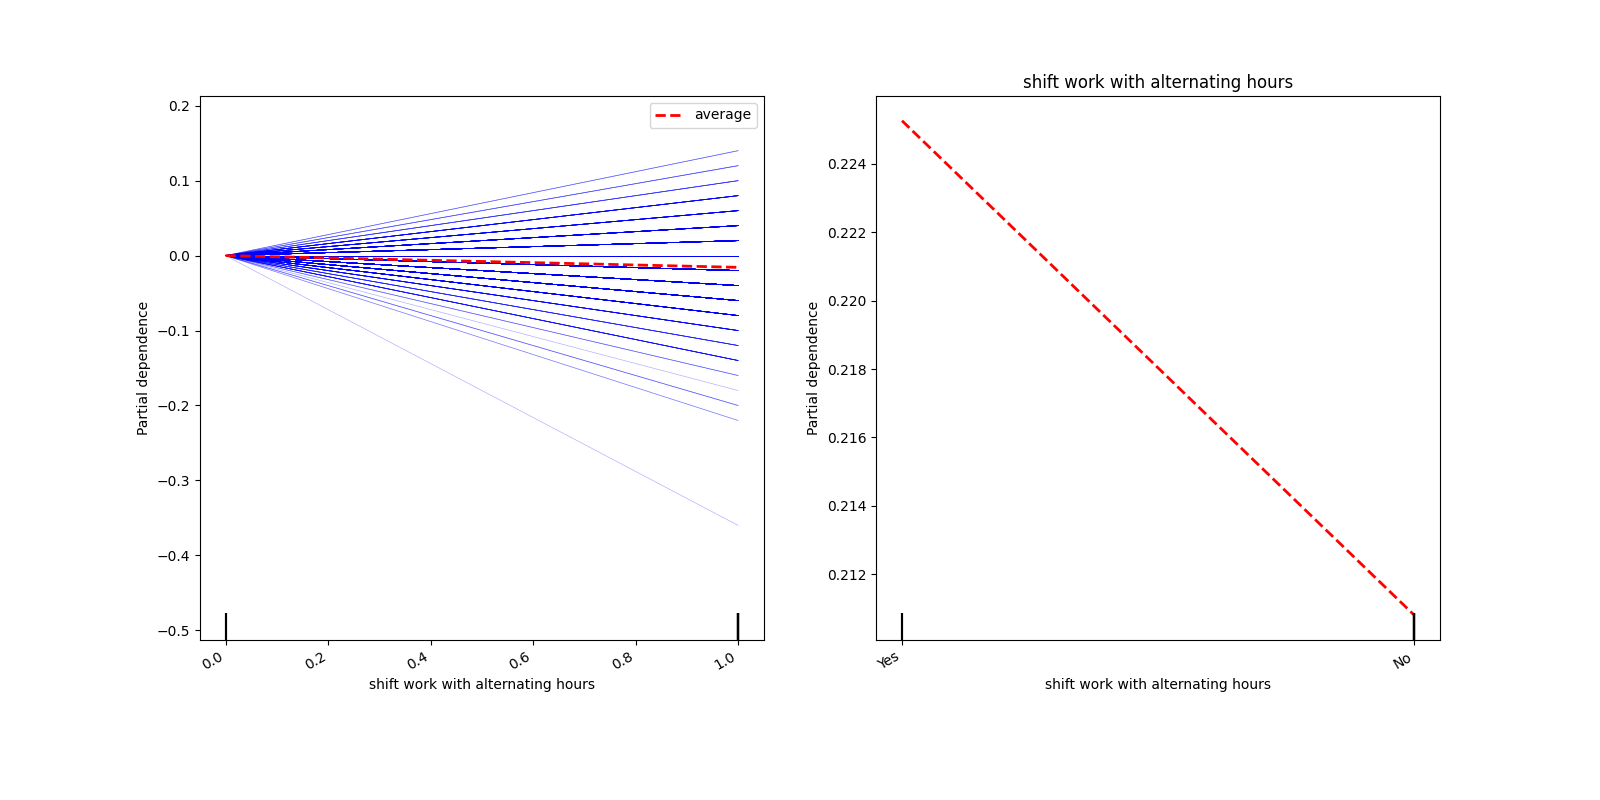 average
0.2
0.1
0.0
−0.1
−0.2
−0.3
−0.4
−0.5
Partial dependence
0.0
0.2
0.4
0.6
0.8
1.0
shift work with alternating hours
shift work with alternating hours
0.224
0.222
0.220
0.218
0.216
0.214
0.212
Partial dependence
Yes
No
shift work with alternating hours